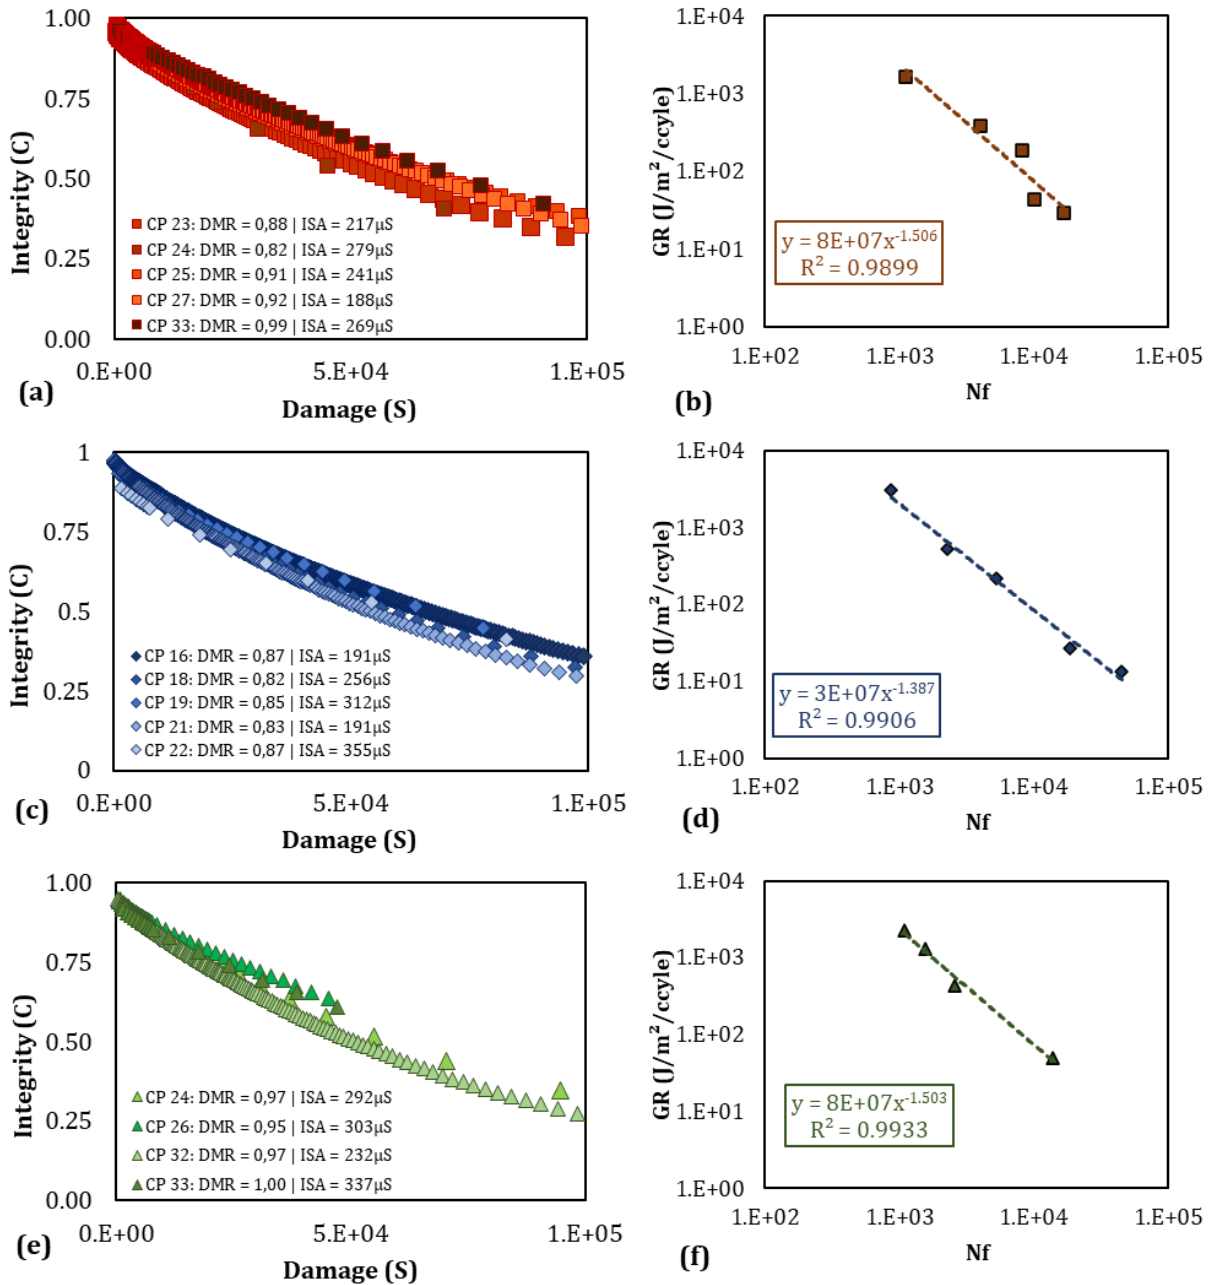 1.00
0.75
0.50
0.25
0.00
Integrity (C)
CP 23: DMR = 0,88 | ISA = 217µS
CP 24: DMR = 0,82 | ISA = 279µS
CP 25: DMR = 0,91 | ISA = 241µS
CP 27: DMR = 0,92 | ISA = 188µS
CP 33: DMR = 0,99 | ISA = 269µS
0.E+00 5.E+04 1.E+05
Damage (S)
(a)
1.E+04
1.E+03
1.E+02
1.E+01
1.E+00
GR (J/m²/ccyle)
y = 8E+07x^-1.506
R² = 0.9899
1.E+02 1.E+03 1.E+04 1.E+05
Nf
(b)
1
0.75
0.5
0.25
0
Integrity (C)
CP 16: DMR = 0,87 | ISA = 191µS
CP 18: DMR = 0,82 | ISA = 256µS
CP 19: DMR = 0,85 | ISA = 312µS
CP 21: DMR = 0,83 | ISA = 191µS
CP 22: DMR = 0,87 | ISA = 355µS
0.E+00 5.E+04 1.E+05
Damage (S)
(c)
1.E+04
1.E+03
1.E+02
1.E+01
1.E+00
GR (J/m²/ccyle)
y = 3E+07x^-1.387
R² = 0.9906
1.E+02 1.E+03 1.E+04 1.E+05
Nf
(d)
1.00
0.75
0.50
0.25
0.00
Integrity (C)
CP 24: DMR = 0,97 | ISA = 292µS
CP 26: DMR = 0,95 | ISA = 303µS
CP 32: DMR = 0,97 | ISA = 232µS
CP 33: DMR = 1,00 | ISA = 337µS
0.E+00 5.E+04 1.E+05
Damage (S)
(e)
1.E+04
1.E+03
1.E+02
1.E+01
1.E+00
GR (J/m²/ccyle)
y = 8E+07x^-1.503
R² = 0.9933
1.E+02 1.E+03 1.E+04 1.E+05
Nf
(f)